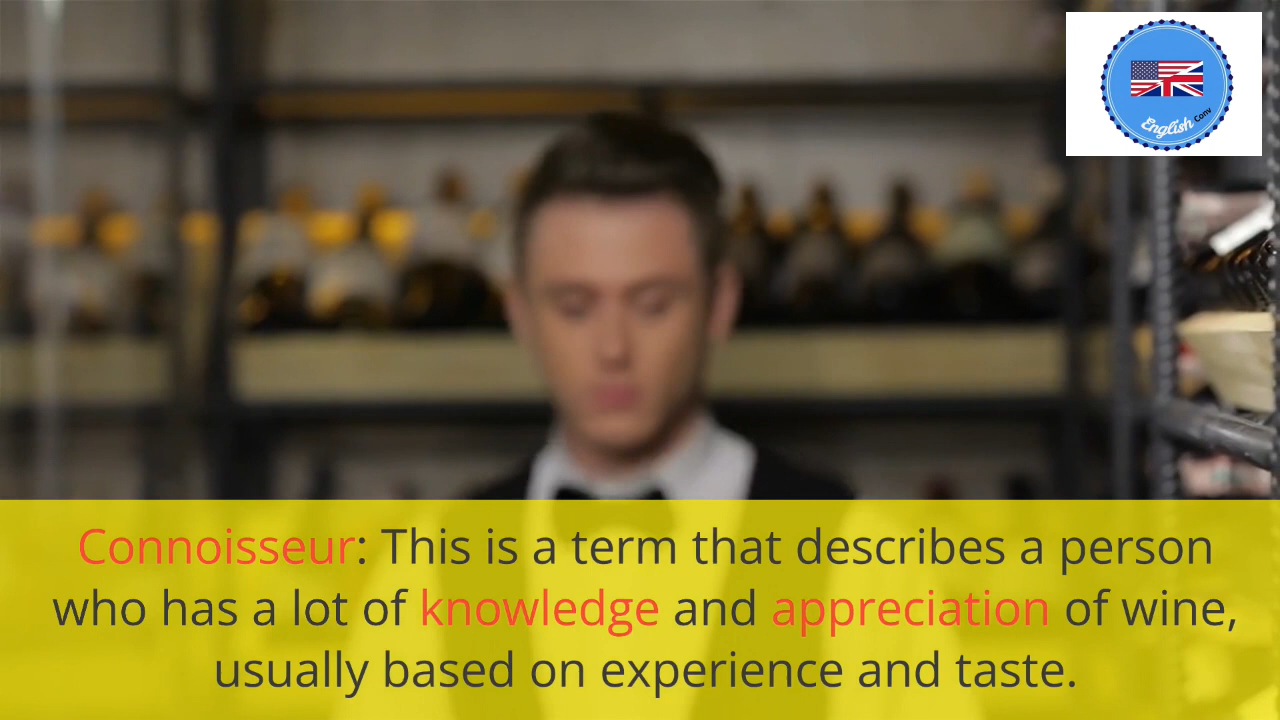 English Conv
Connoisseur: This is a term that describes a person
who has a lot of knowledge and appreciation of wine,
usually based on experience and taste.